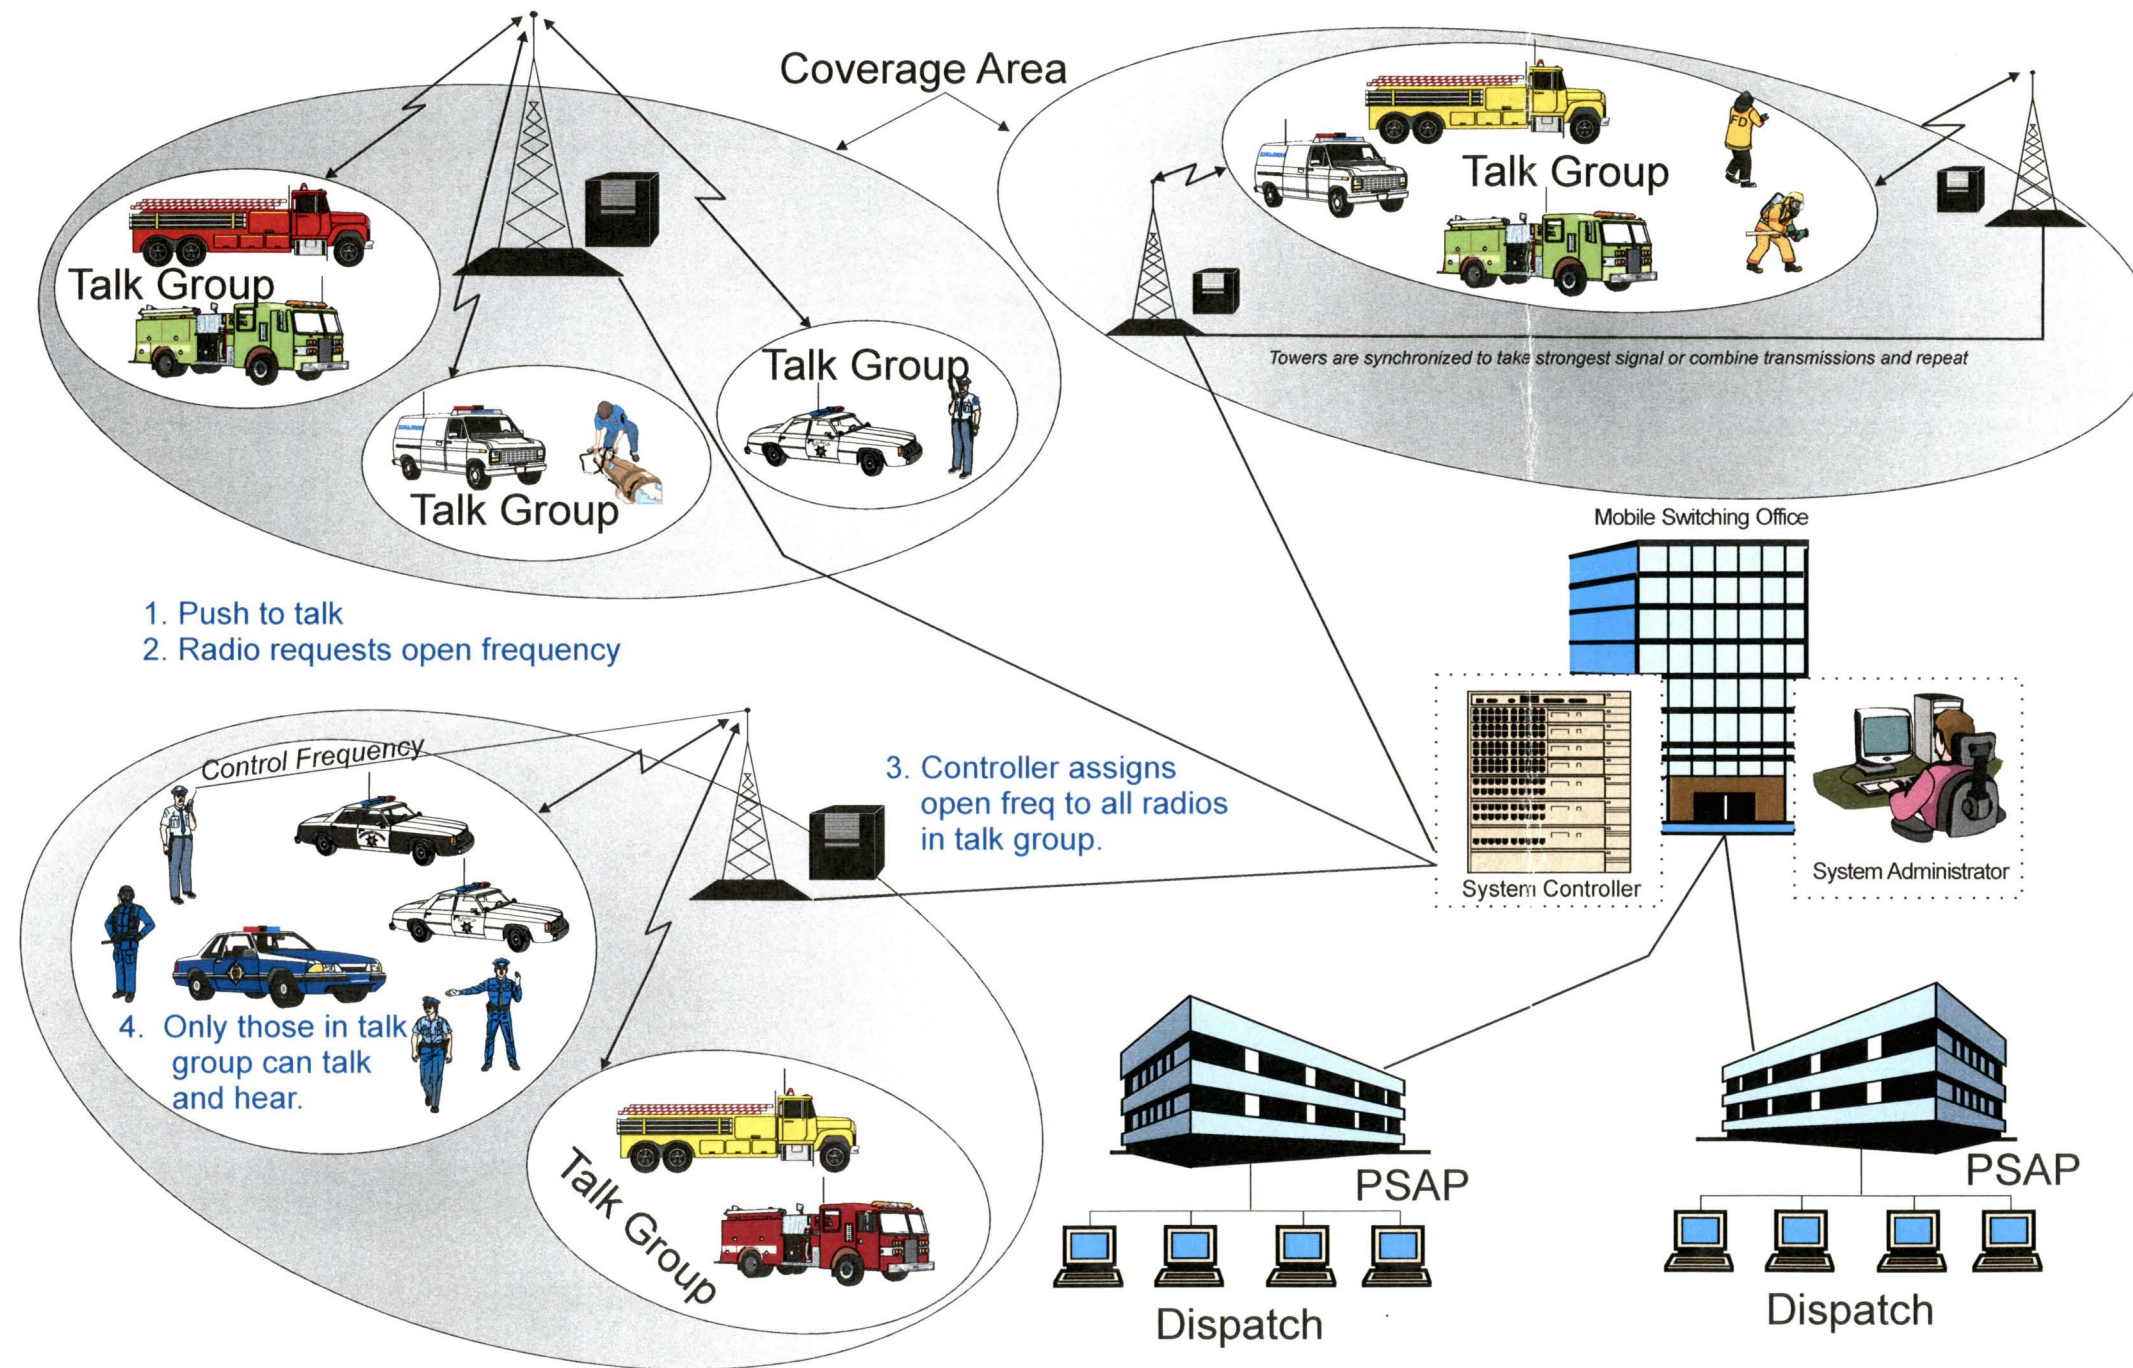 Coverage Area
Talk Group
FD
Talk Group
Talk Group
Talk Group
Towers are synchronized to take strongest signal or combine transmissions and repeat
Mobile Switching Office
1. Push to talk
2. Radio requests open frequency
Control Frequency
3. Controller assigns
open freq to all radios
in talk group.
System Controller
System Administrator
4. Only those in talk
group can talk
and hear.
Talk Group
PSAP
PSAP
Dispatch
Dispatch